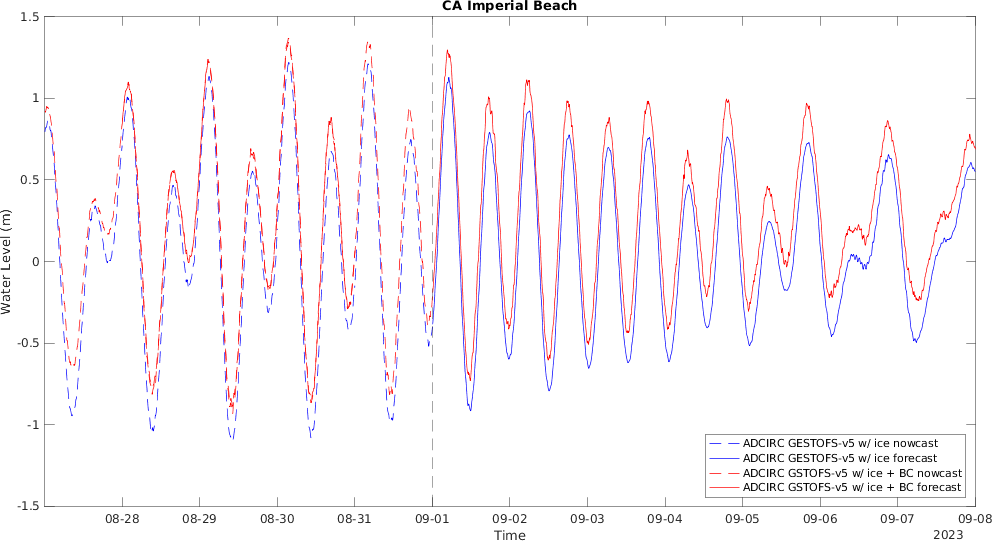 CA Imperial Beach
1.5
1
0.5
0
-0.5
-1
-1.5
Water Level (m)
08-28
08-29
08-30
08-31
09-01
09-02
09-03
09-04
09-05
09-06
09-07
09-08
Time
2023
ADCIRC GESTOFS-v5 w/ ice nowcast
ADCIRC GESTOFS-v5 w/ ice forecast
ADCIRC GSTOFS-v5 w/ ice + BC nowcast
ADCIRC GSTOFS-v5 w/ ice + BC forecast